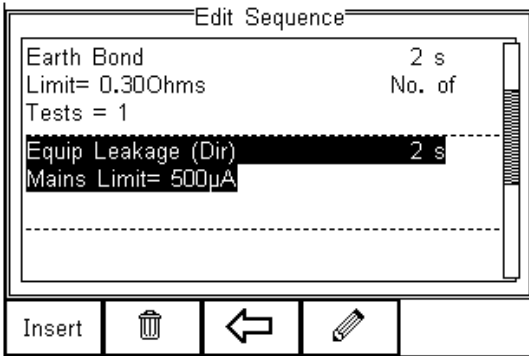 Edit Sequence
Earth Bond 2 s
Limit= 0.30Ohms No. of
Tests = 1
Equip Leakage (Dir) 2 s
Mains Limit= 500µA
Insert